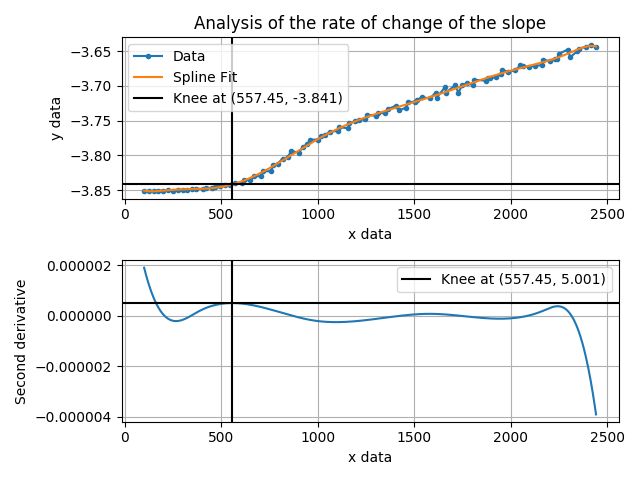 Analysis of the rate of change of the slope
−3.65
−3.70
−3.75
−3.80
−3.85
y data
Data
Spline Fit
Knee at (557.45, -3.841)
0
500
1000
1500
2000
2500
x data
0.000002
0.000000
−0.000002
−0.000004
Second derivative
Knee at (557.45, 5.001)
0
500
1000
1500
2000
2500
x data